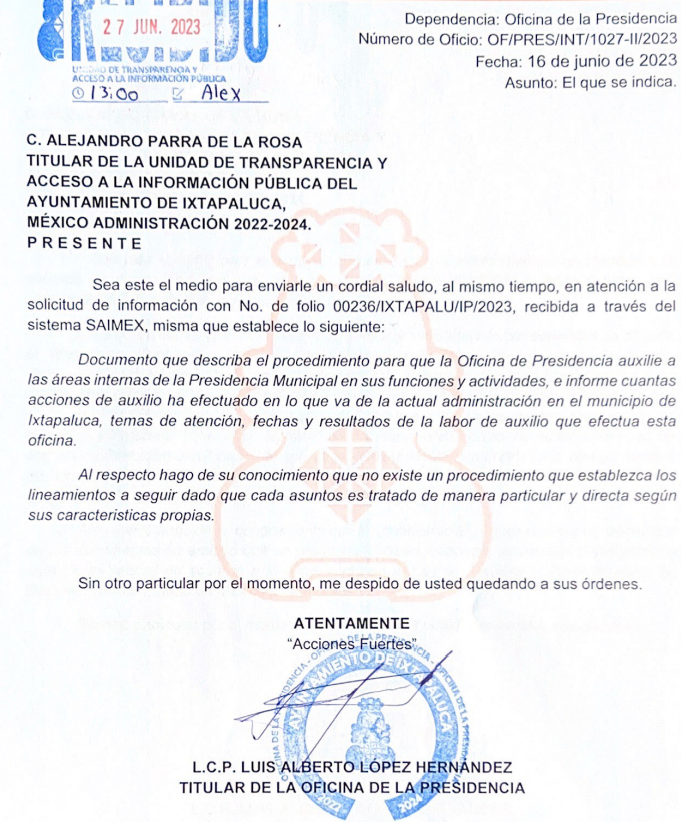 RECIBIDO
27 JUN. 2023
UNIDAD DE TRANSPARENCIA Y
ACCESO A LA INFORMACIÓN PÚBLICA
13:00 Alex
Dependencia: Oficina de la Presidencia
Número de Oficio: OF/PRES/INT/1027-II/2023
Fecha: 16 de junio de 2023
Asunto: El que se indica.
C. ALEJANDRO PARRA DE LA ROSA
TITULAR DE LA UNIDAD DE TRANSPARENCIA Y
ACCESO A LA INFORMACIÓN PÚBLICA DEL
AYUNTAMIENTO DE IXTAPALUCA,
MÉXICO ADMINISTRACIÓN 2022-2024.
P R E S E N T E
Sea este el medio para enviarle un cordial saludo, al mismo tiempo, en atención a la
solicitud de información con No. de folio 00236/IXTAPALU/IP/2023, recibida a través del
sistema SAIMEX, misma que establece lo siguiente:
Documento que describa el procedimiento para que la Oficina de Presidencia auxilie a
las áreas internas de la Presidencia Municipal en sus funciones y actividades, e informe cuantas
acciones de auxilio ha efectuado en lo que va de la actual administración en el municipio de
Ixtapaluca, temas de atención, fechas y resultados de la labor de auxilio que efectua esta
oficina.
Al respecto hago de su conocimiento que no existe un procedimiento que establezca los
lineamientos a seguir dado que cada asuntos es tratado de manera particular y directa según
sus caracteristicas propias.
Sin otro particular por el momento, me despido de usted quedando a sus órdenes.
ATENTAMENTE
"Acciones Fuertes"
OFICINA DE LA PRESIDENCIA - OFICINA DE LA PRESIDENCIA - OFICINA DE LA PRESIDENCIA
AYUNTAMIENTO DE IXTAPALUCA
2022 2024
L.C.P. LUIS ALBERTO LÓPEZ HERNÁNDEZ
TITULAR DE LA OFICINA DE LA PRESIDENCIA